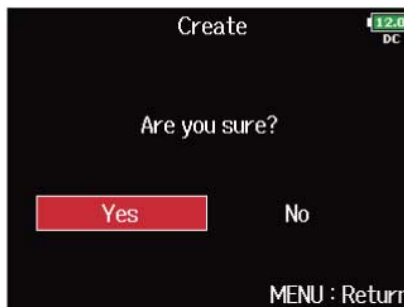 Create
12.0
DC
Are you sure?
Yes No
MENU : Return